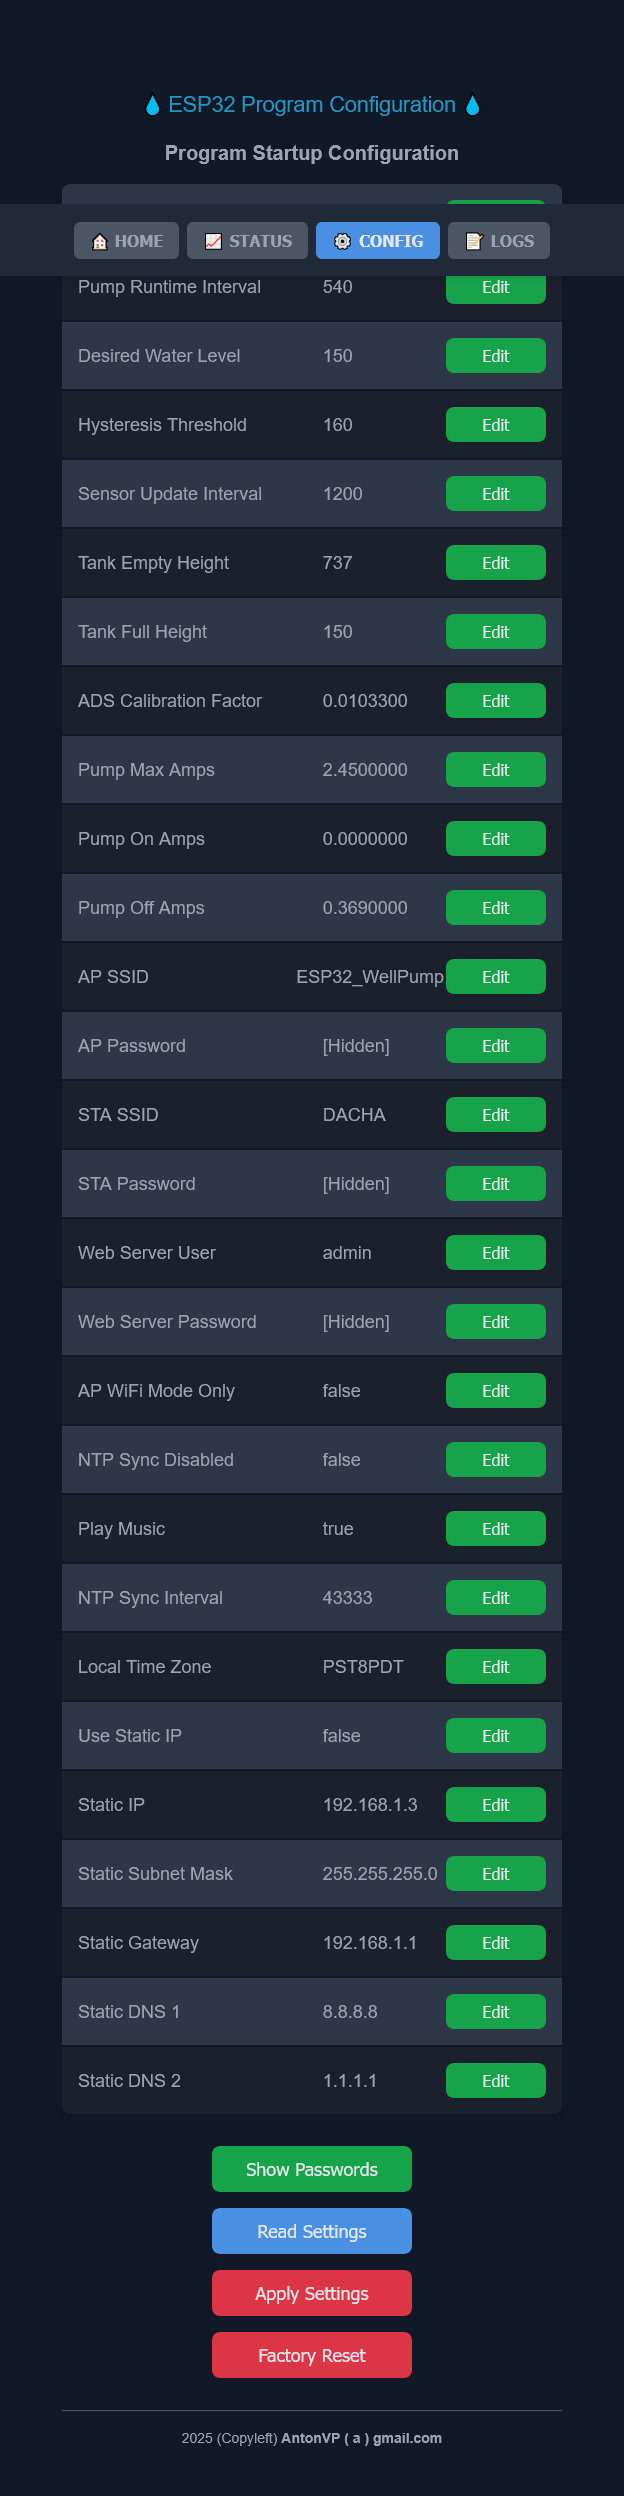 ESP32 Program Configuration
Program Startup Configuration
HOME STATUS CONFIG LOGS
Pump Runtime Interval 540 Edit
Desired Water Level 150 Edit
Hysteresis Threshold 160 Edit
Sensor Update Interval 1200 Edit
Tank Empty Height 737 Edit
Tank Full Height 150 Edit
ADS Calibration Factor 0.0103300 Edit
Pump Max Amps 2.4500000 Edit
Pump On Amps 0.0000000 Edit
Pump Off Amps 0.3690000 Edit
AP SSID ESP32_WellPump Edit
AP Password [Hidden] Edit
STA SSID DACHA Edit
STA Password [Hidden] Edit
Web Server User admin Edit
Web Server Password [Hidden] Edit
AP WiFi Mode Only false Edit
NTP Sync Disabled false Edit
Play Music true Edit
NTP Sync Interval 43333 Edit
Local Time Zone PST8PDT Edit
Use Static IP false Edit
Static IP 192.168.1.3 Edit
Static Subnet Mask 255.255.255.0 Edit
Static Gateway 192.168.1.1 Edit
Static DNS 1 8.8.8.8 Edit
Static DNS 2 1.1.1.1 Edit
Show Passwords
Read Settings
Apply Settings
Factory Reset
2025 (Copyleft) AntonVP ( a ) gmail.com